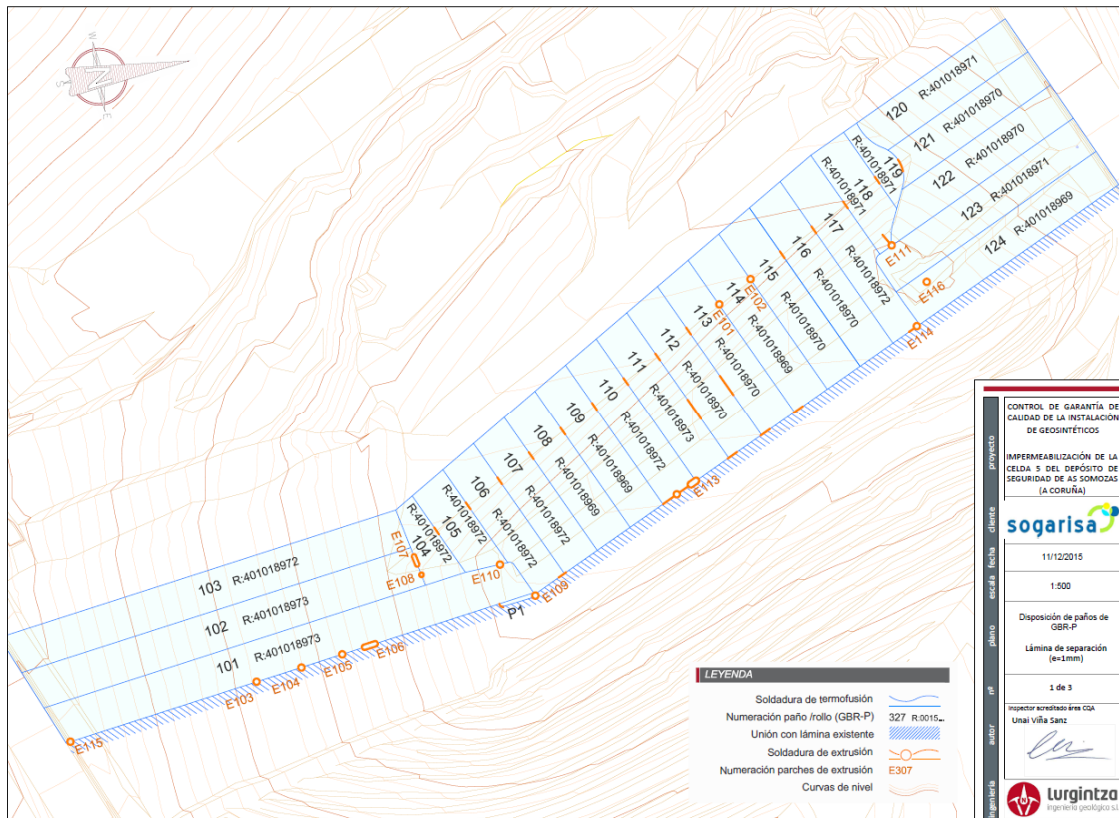 W
N
S
E
120 R:401018971
121 R:401018970
122 R:401018970
123 R:401018971
124 R:401018969
119
R:401018971
118
R:401018971
117
R:401018972
116
R:401018970
115
R:401018970
114
R:401018969
113
R:401018970
112
R:401018970
111
R:401018973
110
R:401018972
109
R:401018969
108
R:401018969
107
R:401018972
106
R:401018972
105
R:401018972
104
R:401018972
103 R:401018972
102 R:401018973
101 R:401018973
P1
E111
E116
E114
E102
E101
E113
E107
E108
E110
E109
E106
E105
E104
E103
E115
LEYENDA
Soldadura de termofusión
Numeración paño /rollo (GBR-P) 327 R:0015...
Unión con lámina existente
Soldadura de extrusión
Numeración parches de extrusión E307
Curvas de nivel
proyecto
CONTROL DE GARANTÍA DE
CALIDAD DE LA INSTALACIÓN
DE GEOSINTÉTICOS
IMPERMEABILIZACIÓN DE LA
CELDA 5 DEL DEPÓSITO DE
SEGURIDAD DE AS SOMOZAS
(A CORUÑA)
cliente
sogarisa
fecha
11/12/2015
escala
1:500
plano
Disposición de paños de
GBR-P
Lámina de separación
(e=1mm)
nº
1 de 3
autor
Inspector acreditado área CQA
Unai Viña Sanz
ingeniería
lurgintza
ingeniería geológica s.l.